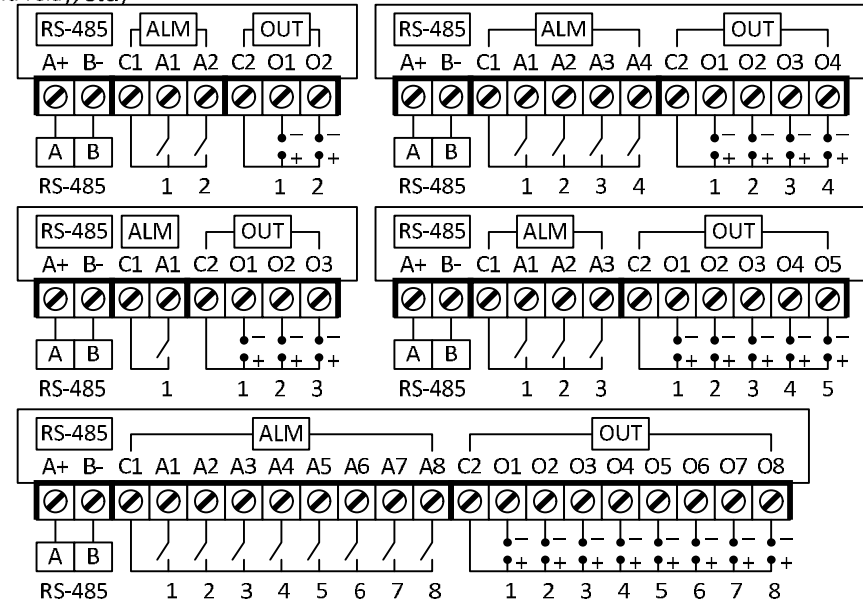 RS-485 ALM OUT
A+ B- C1 A1 A2 C2 O1 O2
A B
RS-485 1 2 1 2
RS-485 ALM OUT
A+ B- C1 A1 A2 A3 A4 C2 O1 O2 O3 O4
A B
RS-485 1 2 3 4 1 2 3 4
RS-485 ALM OUT
A+ B- C1 A1 C2 O1 O2 O3
A B
RS-485 1 1 2 3
RS-485 ALM OUT
A+ B- C1 A1 A2 A3 C2 O1 O2 O3 O4 O5
A B
RS-485 1 2 3 1 2 3 4 5
RS-485 ALM OUT
A+ B- C1 A1 A2 A3 A4 A5 A6 A7 A8 C2 O1 O2 O3 O4 O5 O6 O7 O8
A B
RS-485 1 2 3 4 5 6 7 8 1 2 3 4 5 6 7 8